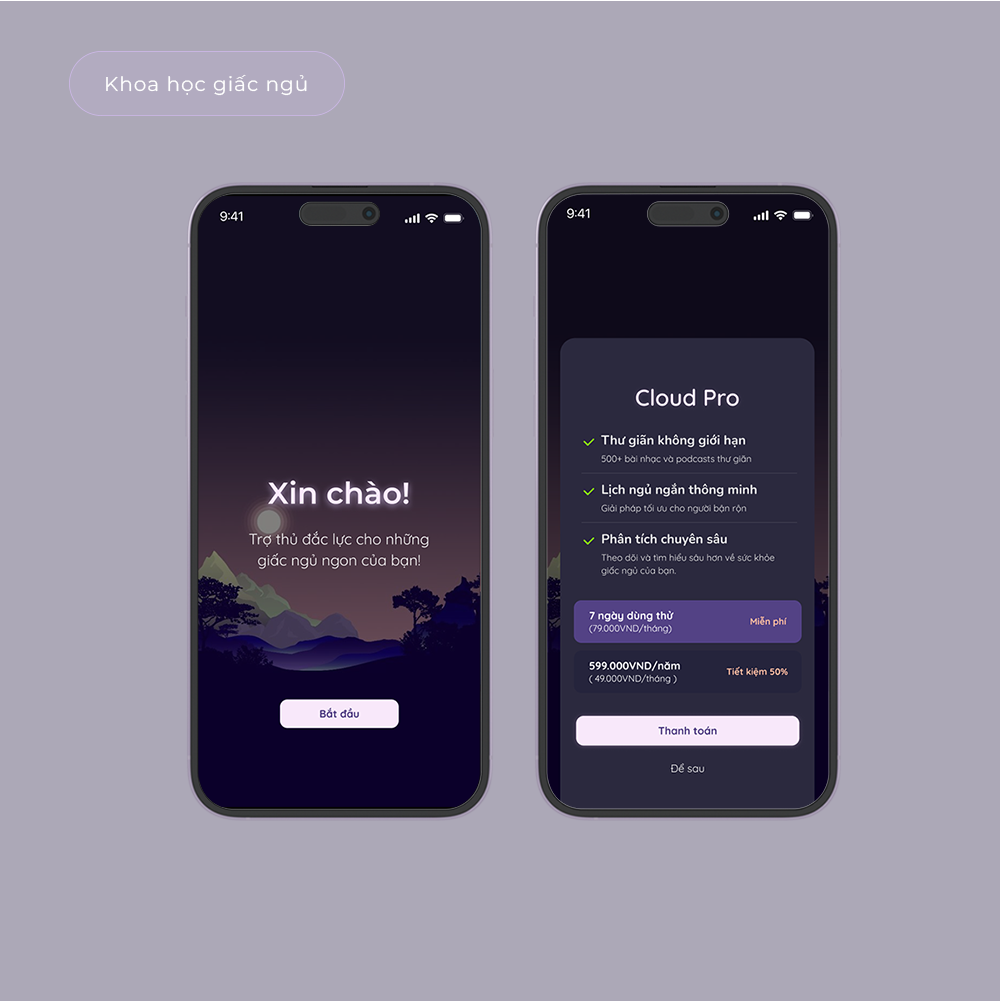 Khoa học giấc ngủ
9:41
Xin chào!
Trợ thủ đắc lực cho những
giấc ngủ ngon của bạn!
Bắt đầu
9:41
Cloud Pro
Thư giãn không giới hạn
500+ bài nhạc và podcasts thư giãn
Lịch ngủ ngắn thông minh
Giải pháp tối ưu cho người bận rộn
Phân tích chuyên sâu
Theo dõi và tìm hiểu sâu hơn về sức khỏe
giấc ngủ của bạn.
7 ngày dùng thử
(79.000VND/tháng)
Miễn phí
599.000VND/năm
( 49.000VND/tháng )
Tiết kiệm 50%
Thanh toán
Để sau